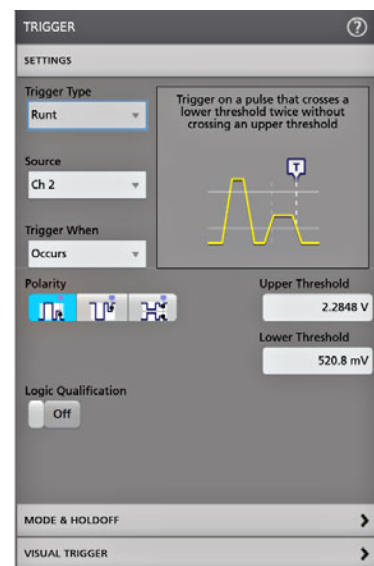 TRIGGER ?
SETTINGS
Trigger Type
Runt
Trigger on a pulse that crosses a
lower threshold twice without
crossing an upper threshold
T
Source
Ch 2
Trigger When
Occurs
Polarity
Upper Threshold
2.2848 V
Lower Threshold
520.8 mV
Logic Qualification
Off
MODE & HOLDOFF
VISUAL TRIGGER